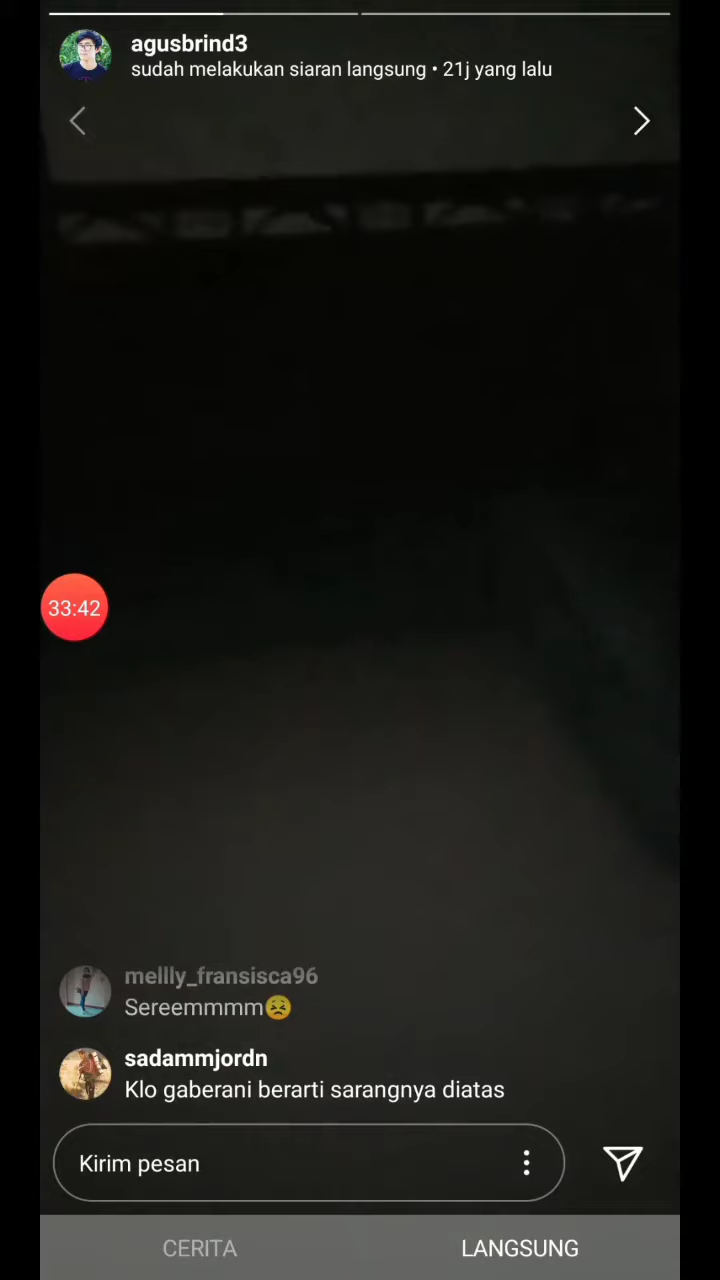 agusbrind3
sudah melakukan siaran langsung • 21j yang lalu
33:42
mellly_fransisca96
Sereemmmm😣
sadammjordn
Klo gaberani berarti sarangnya diatas
Kirim pesan
CERITA
LANGSUNG